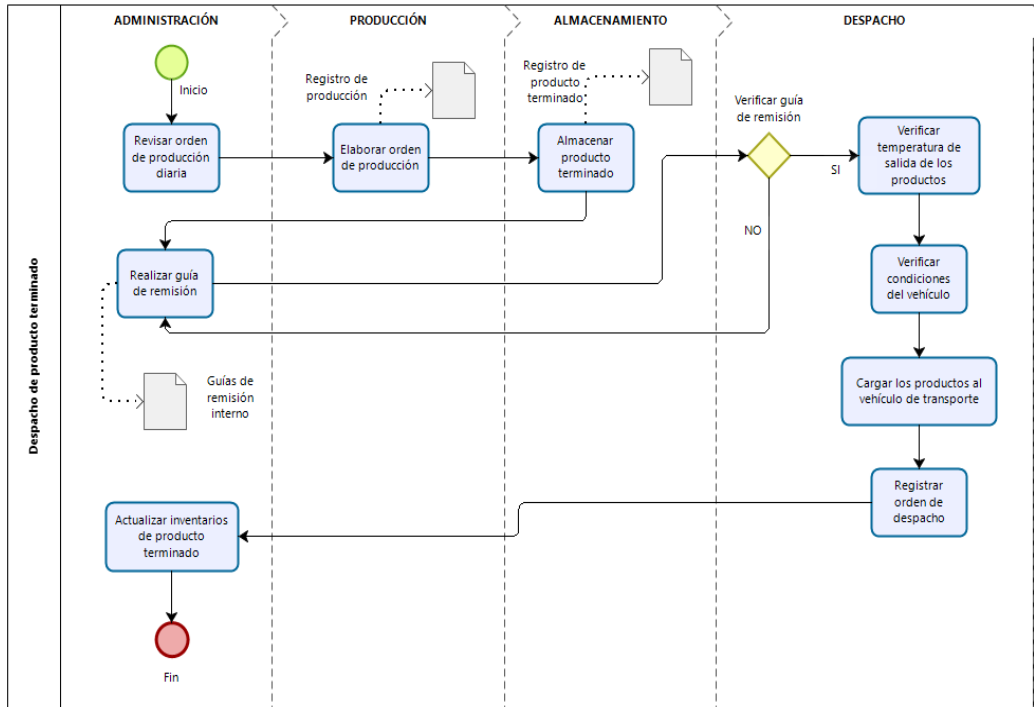 ADMINISTRACIÓN
PRODUCCIÓN
ALMACENAMIENTO
DESPACHO
Despacho de producto terminado
Inicio
Revisar orden
de producción
diaria
Registro de
producción
Elaborar orden
de producción
Registro de
producto
terminado
Almacenar
producto
terminado
Verificar guía
de remisión
SI
NO
Verificar
temperatura de
salida de los
productos
Realizar guía
de remisión
Verificar
condiciones
del vehículo
Guías de
remisión
interno
Cargar los productos al
vehículo de transporte
Registrar
orden de
despacho
Actualizar inventarios
de producto
terminado
Fin